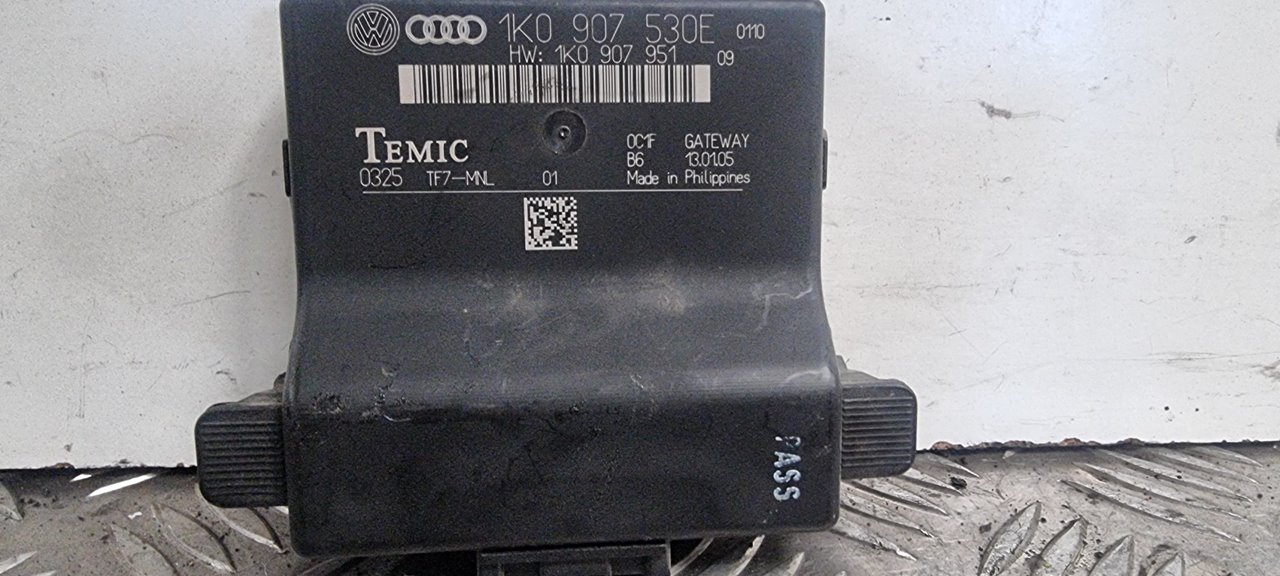 1K0 907 530E 0110
HW: 1K0 907 951 09
TEMIC
0C1F GATEWAY
B6 13.01.05
0325 TF7-MNL 01 Made in Philippines
PASS